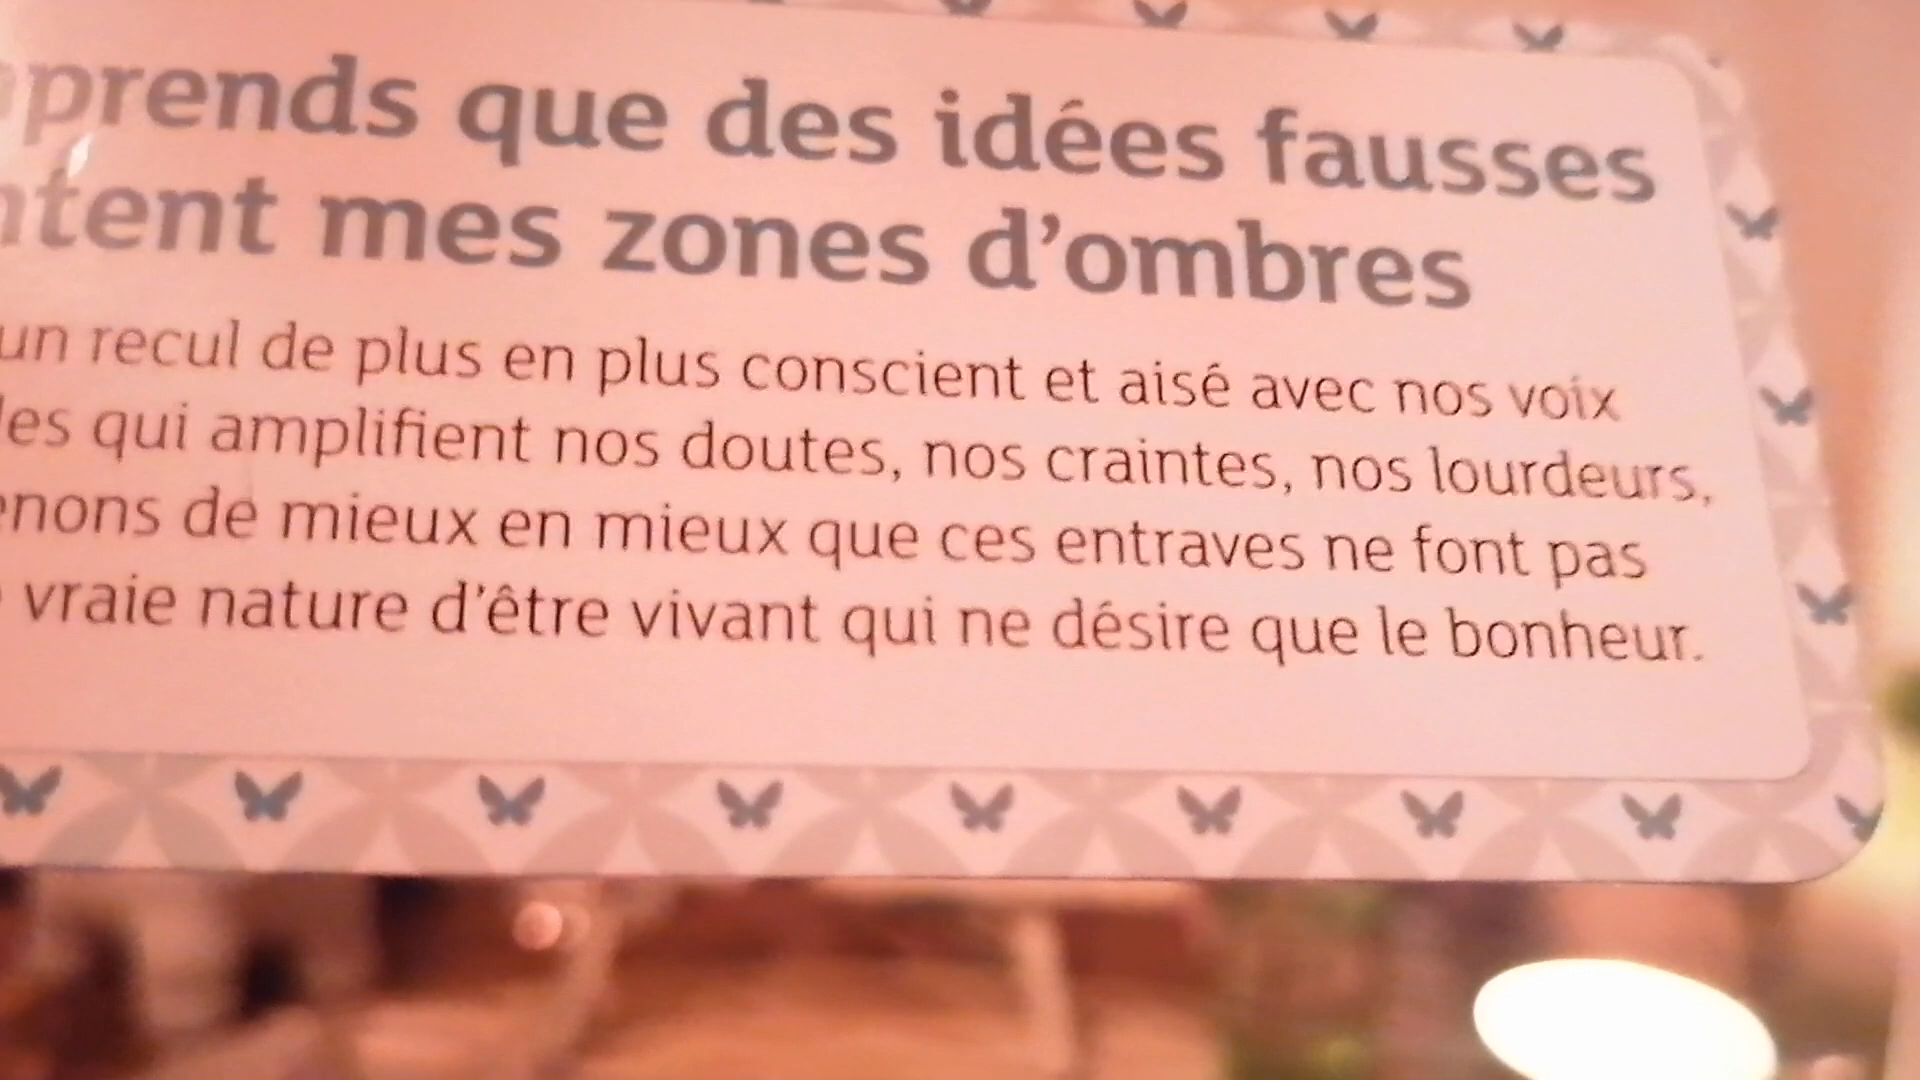 prends que des idées fausses
ntent mes zones d'ombres
un recul de plus en plus conscient et aisé avec nos voix
les qui amplifient nos doutes, nos craintes, nos lourdeurs,
enons de mieux en mieux que ces entraves ne font pas
vraie nature d'être vivant qui ne désire que le bonheur.